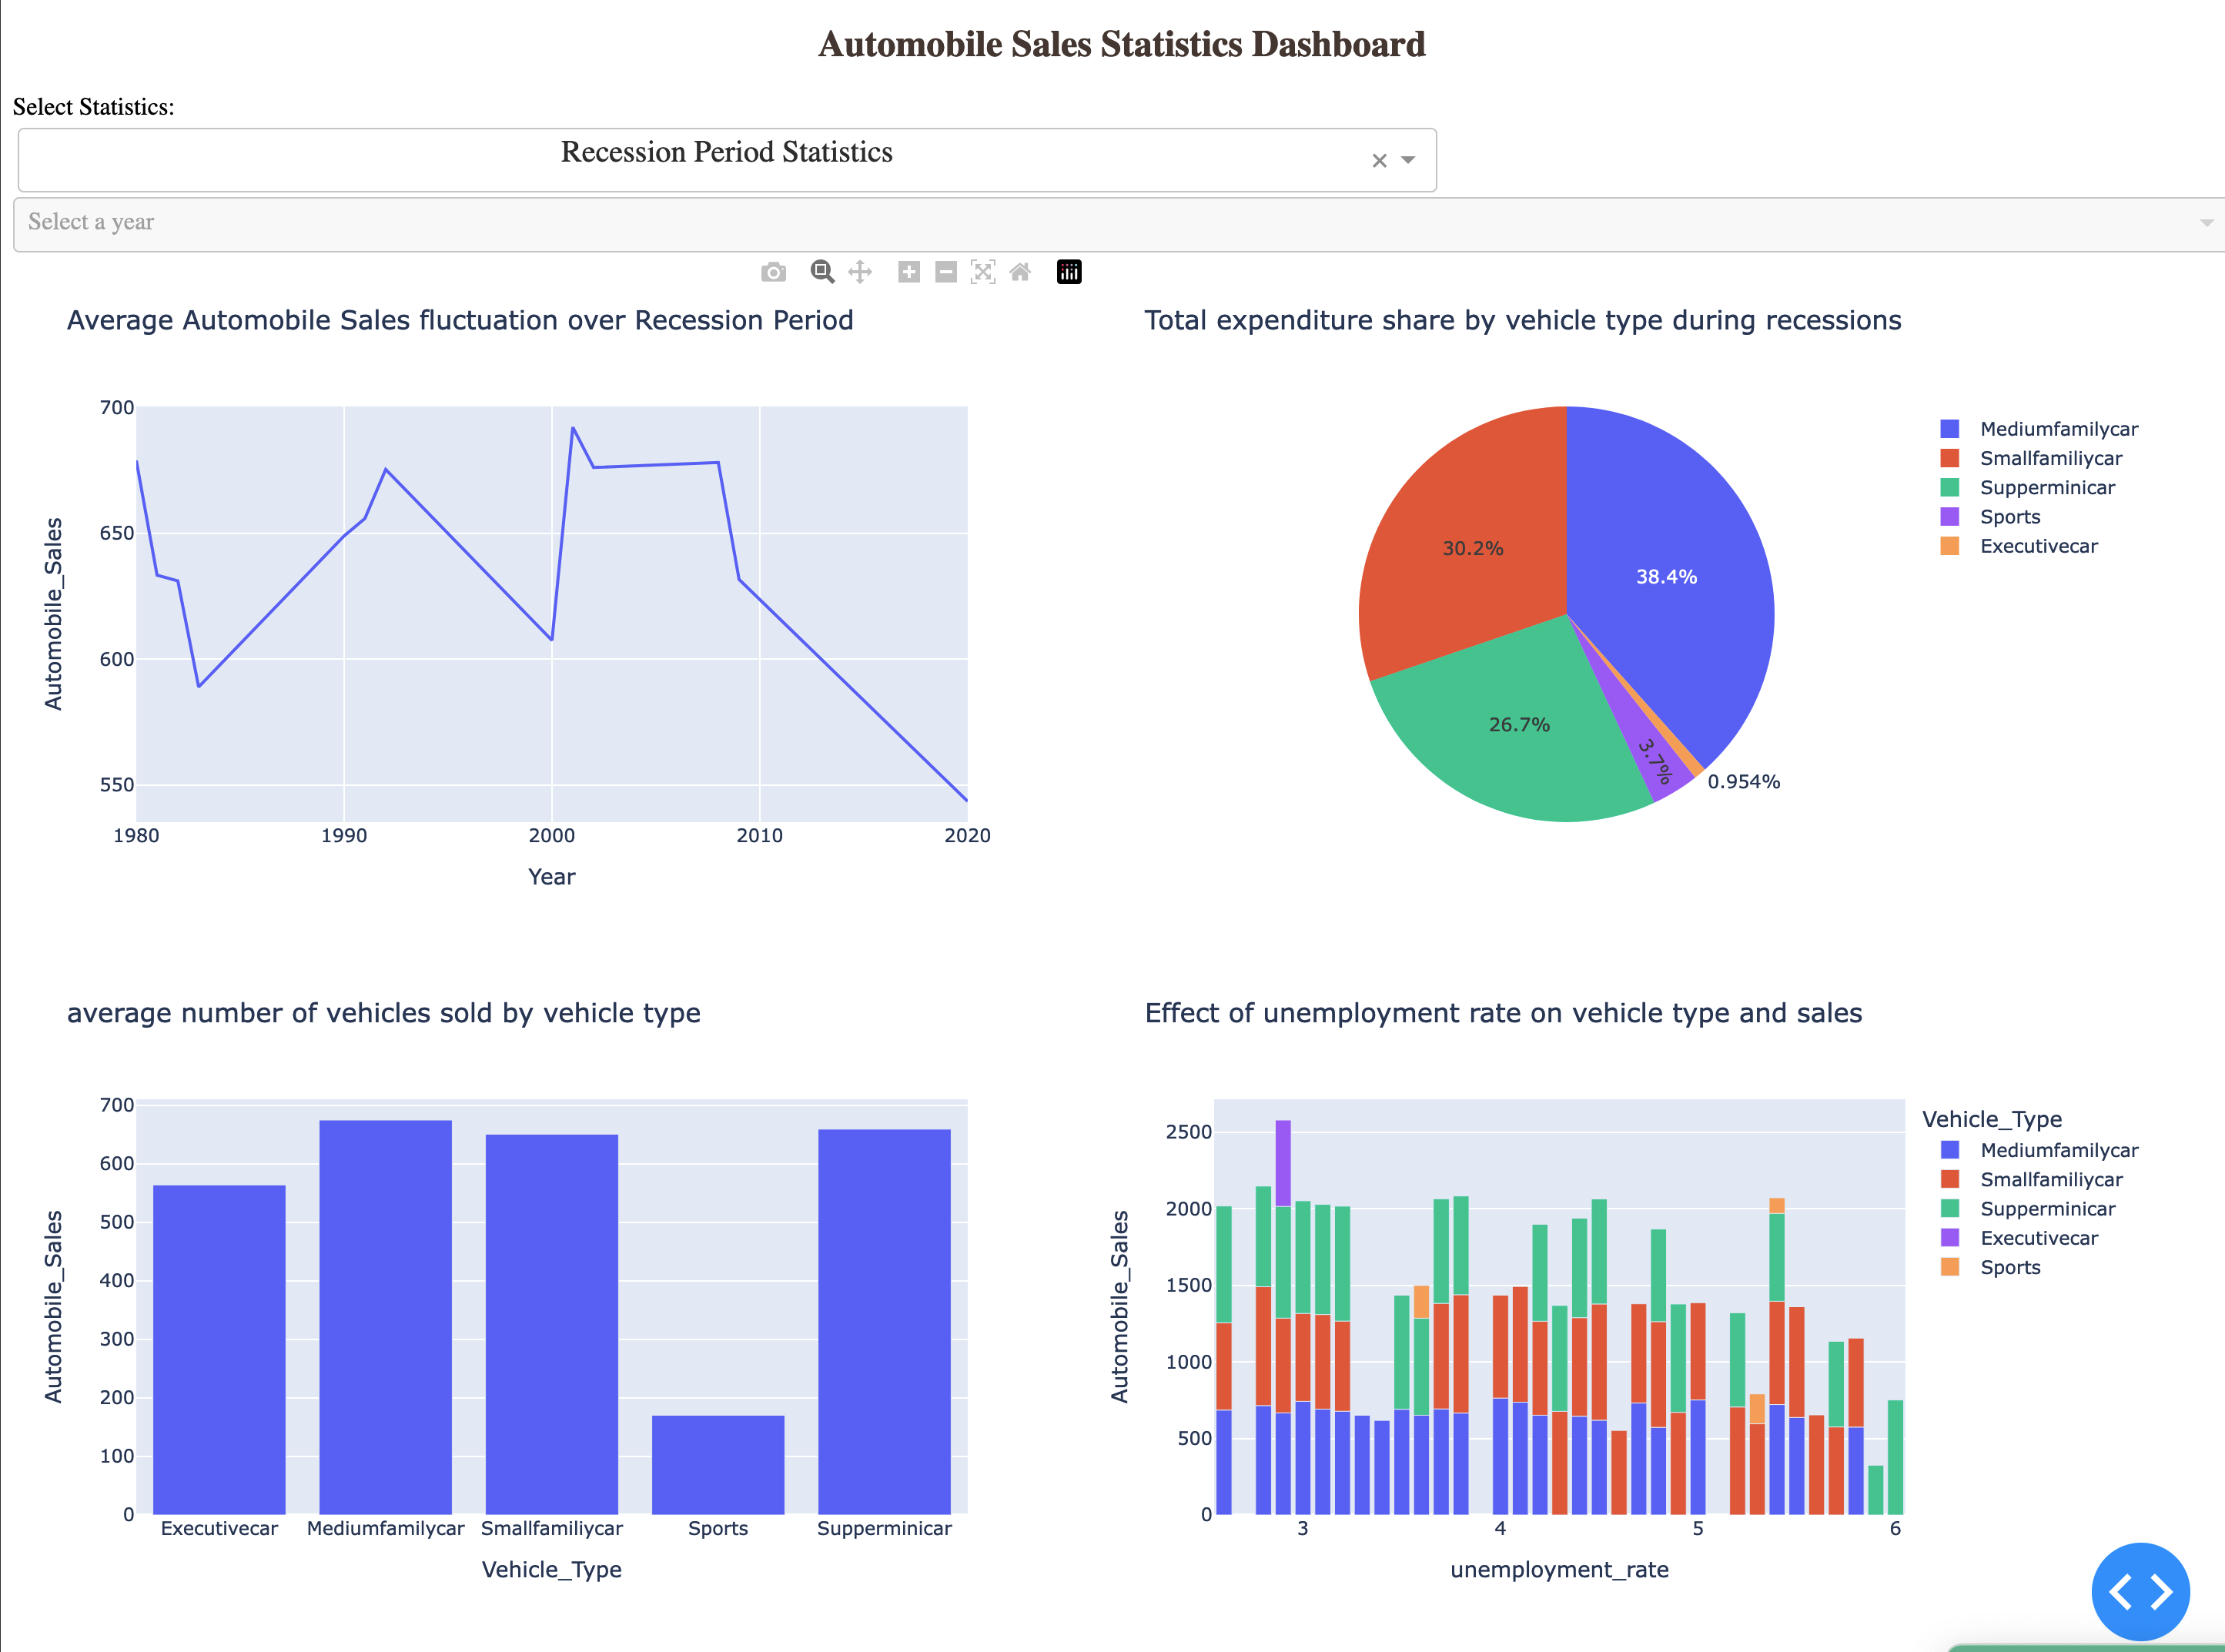 Automobile Sales Statistics Dashboard
Select Statistics:
Recession Period Statistics
Select a year
Average Automobile Sales fluctuation over Recession Period
700
650
600
550
Automobile_Sales
1980 1990 2000 2010 2020
Year
Total expenditure share by vehicle type during recessions
38.4%
30.2%
26.7%
3.7%
0.954%
Mediumfamilycar
Smallfamiliycar
Supperminicar
Sports
Executivecar
average number of vehicles sold by vehicle type
700
600
500
400
300
200
100
0
Automobile_Sales
Executivecar Mediumfamilycar Smallfamiliycar Sports Supperminicar
Vehicle_Type
Effect of unemployment rate on vehicle type and sales
2500
2000
1500
1000
500
0
Automobile_Sales
3 4 5 6
unemployment_rate
Vehicle_Type
Mediumfamilycar
Smallfamiliycar
Supperminicar
Executivecar
Sports